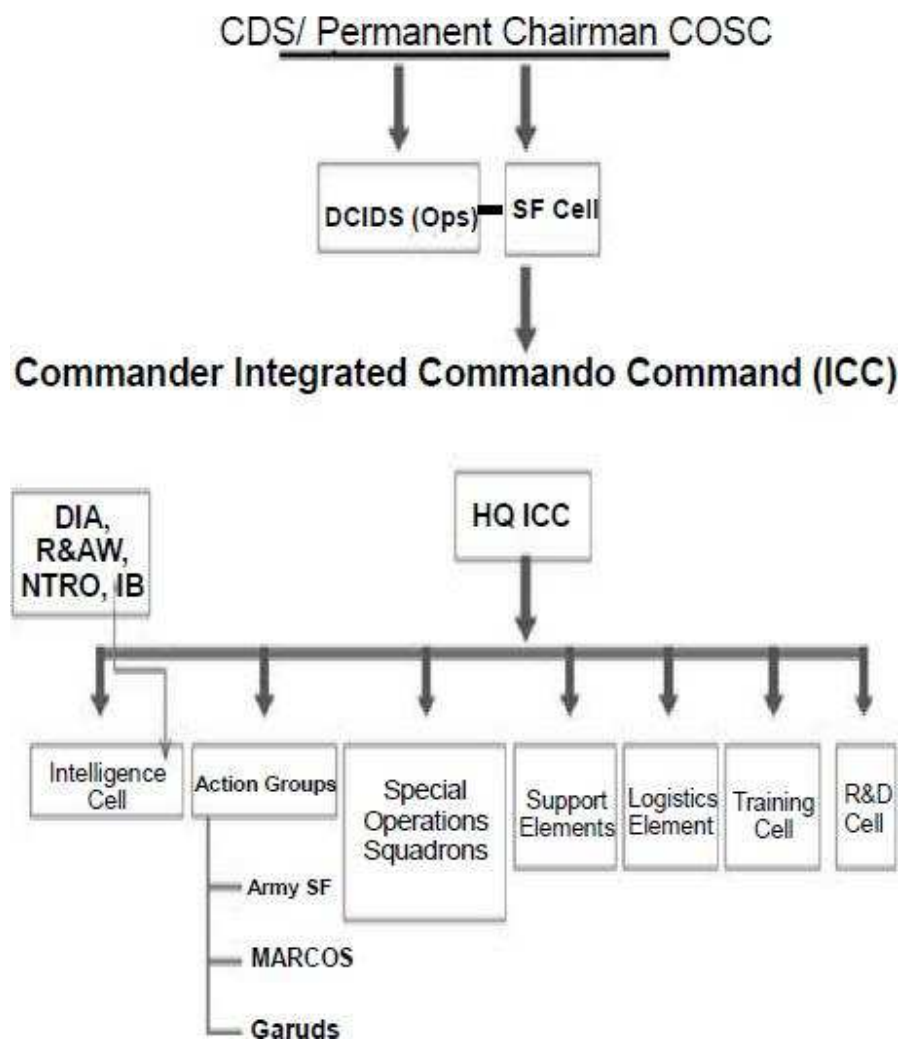 CDS/ Permanent Chairman COSC
DCIDS (Ops)
SF Cell
Commander Integrated Commando Command (ICC)
DIA,
R&AW,
NTRO, IB
HQ ICC
Intelligence
Cell
Action Groups
Special
Operations
Squadrons
Support
Elements
Logistics
Element
Training
Cell
R&D
Cell
Army SF
MARCOS
Garuds